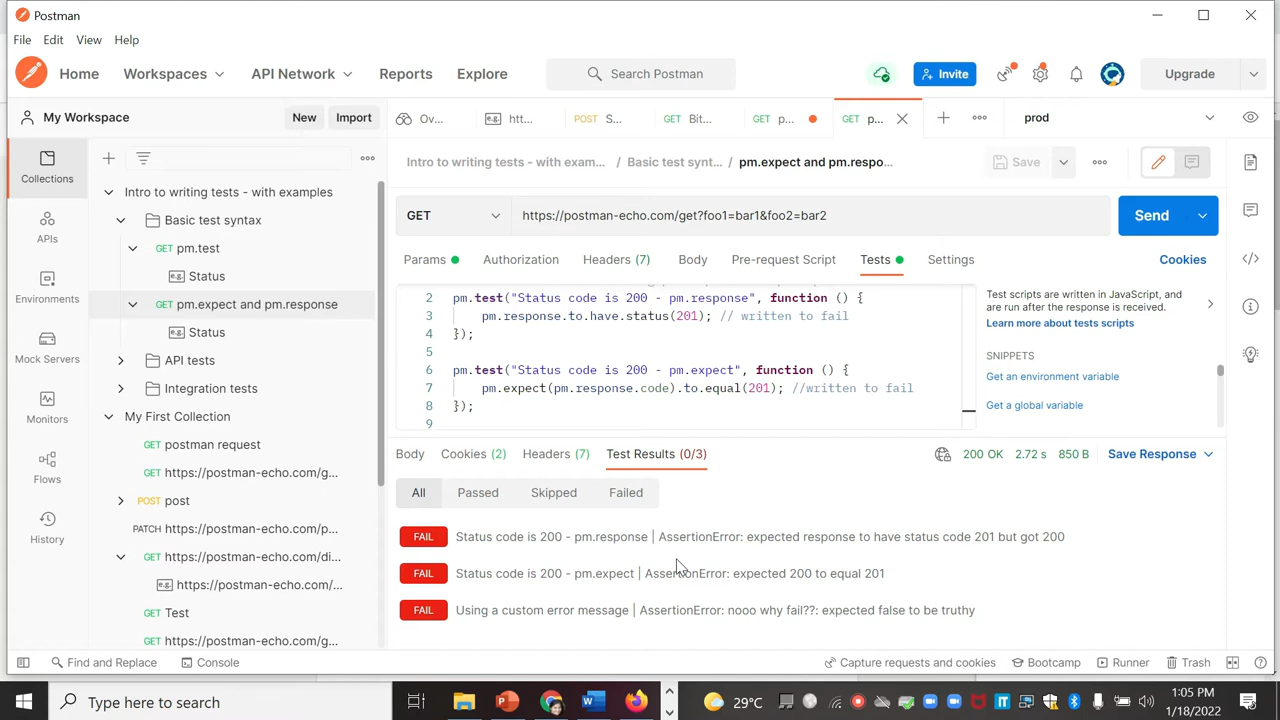 Postman
File Edit View Help
Home Workspaces API Network Reports Explore Search Postman Invite Upgrade
My Workspace New Import Ov... htt... POST S... GET Bit... GET p... GET p... prod
Intro to writing tests - with exam... / Basic test synt... / pm.expect and pm.respo... Save
Collections
APIs
Environments
Mock Servers
Monitors
Flows
History
Intro to writing tests - with examples
Basic test syntax
GET pm.test
e.g. Status
GET pm.expect and pm.response
e.g. Status
API tests
Integration tests
My First Collection
GET postman request
GET https://postman-echo.com/g...
POST post
PATCH https://postman-echo.com/p...
GET https://postman-echo.com/di...
e.g. https://postman-echo.com/...
GET Test
GET https://postman-echo.com/g...
GET https://postman-echo.com/get?foo1=bar1&foo2=bar2 Send
Params Authorization Headers (7) Body Pre-request Script Tests Settings Cookies
2 pm.test("Status code is 200 - pm.response", function () {
3 pm.response.to.have.status(201); // written to fail
4 });
5
6 pm.test("Status code is 200 - pm.expect", function () {
7 pm.expect(pm.response.code).to.equal(201); //written to fail
8 });
9
Test scripts are written in JavaScript, and
are run after the response is received.
Learn more about tests scripts
SNIPPETS
Get an environment variable
Get a global variable
Body Cookies (2) Headers (7) Test Results (0/3) 200 OK 2.72 s 850 B Save Response
All Passed Skipped Failed
FAIL Status code is 200 - pm.response | AssertionError: expected response to have status code 201 but got 200
FAIL Status code is 200 - pm.expect | AssertionError: expected 200 to equal 201
FAIL Using a custom error message | AssertionError: nooo why fail??: expected false to be truthy
Find and Replace Console Capture requests and cookies Bootcamp Runner Trash
Type here to search 29°C 1:05 PM
1/18/2022